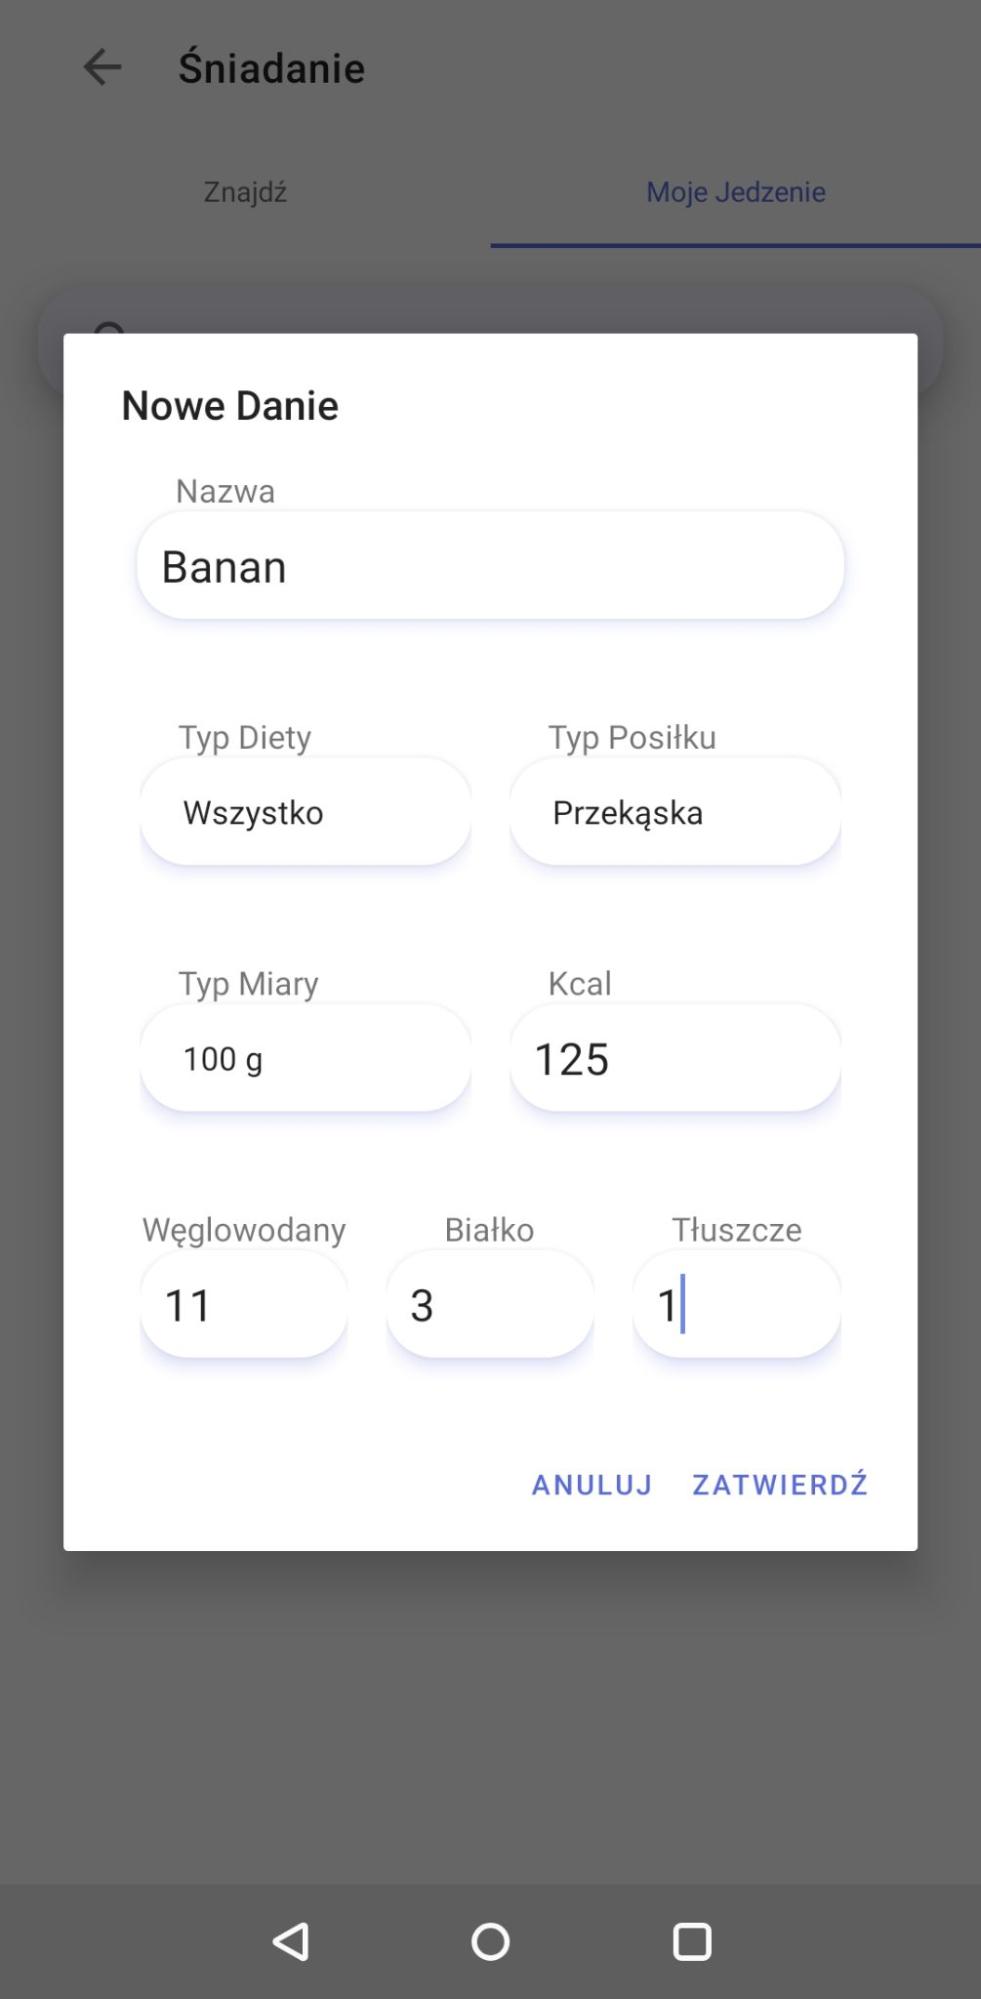 Śniadanie
Znajdź Moje Jedzenie
Nowe Danie
Nazwa
Banan
Typ Diety Typ Posiłku
Wszystko Przekąska
Typ Miary Kcal
100 g 125
Węglowodany Białko Tłuszcze
11 3 1
ANULUJ ZATWIERDŹ